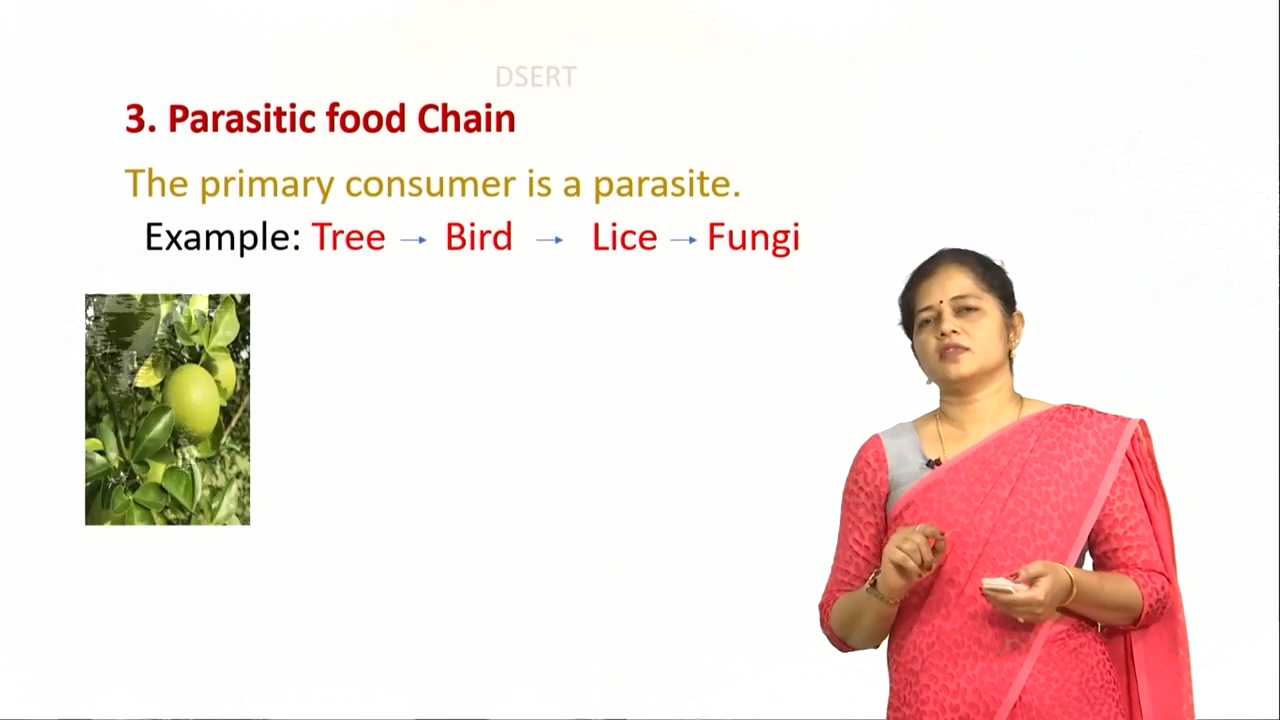 DSERT
3. Parasitic food Chain
The primary consumer is a parasite.
Example: Tree → Bird → Lice → Fungi